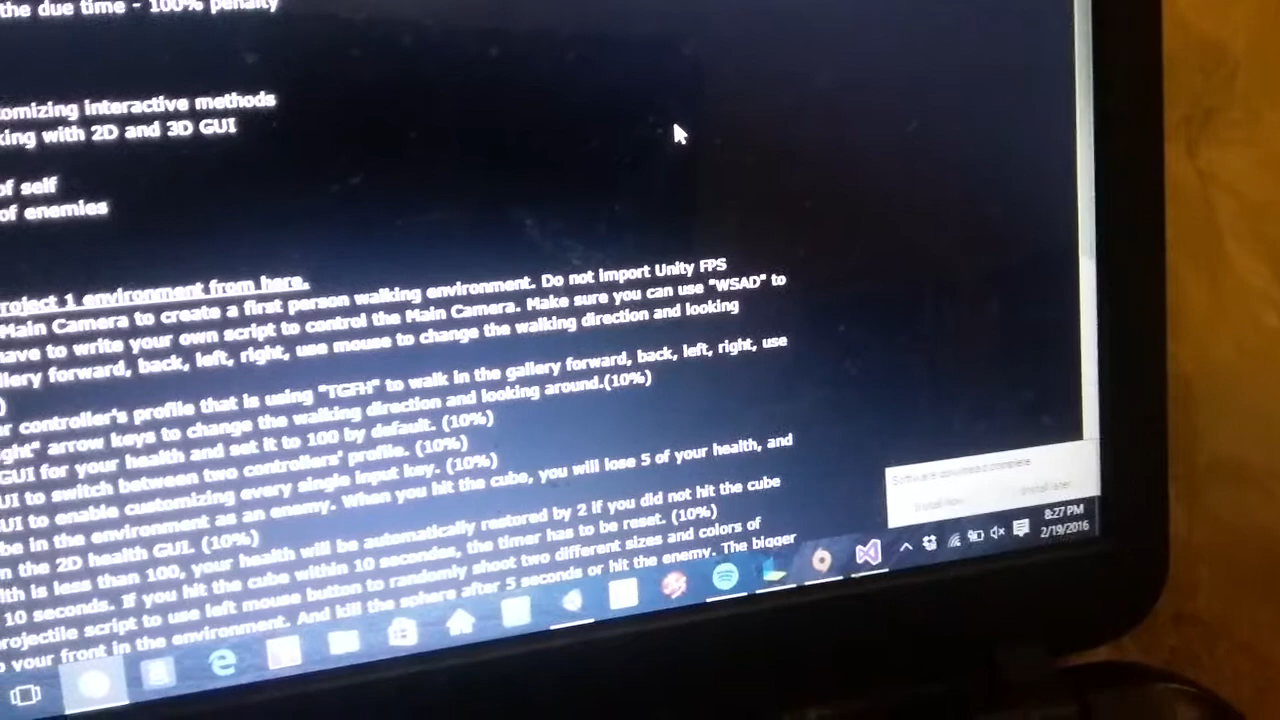 the due time - 100% penalty
tomizing interactive methods
king with 2D and 3D GUI
of self
of enemies
roject 1 environment from here.
Main Camera to create a first person walking environment. Do not import Unity FPS
have to write your own script to control the Main Camera. Make sure you can use "WSAD" to
llery forward, back, left, right, use mouse to change the walking direction and looking
)
r controller's profile that is using "TGFH" to walk in the gallery forward, back, left, right, use
ght" arrow keys to change the walking direction and looking around.(10%)
GUI for your health and set it to 100 by default. (10%)
UI to switch between two controllers' profile. (10%)
UI to enable customizing every single input key. (10%)
be in the environment as an enemy. When you hit the cube, you will lose 5 of your health, and
n the 2D health GUI. (10%)
lth is less than 100, your health will be automatically restored by 2 if you did not hit the cube
10 seconds. If you hit the cube within 10 secondes, the timer has to be reset. (10%)
projectile script to use left mouse button to randomly shoot two different sizes and colors of
o your front in the environment. And kill the sphere after 5 seconds or hit the enemy. The bigger
Software download complete
Install Now
Install later
8:27 PM
2/19/2016